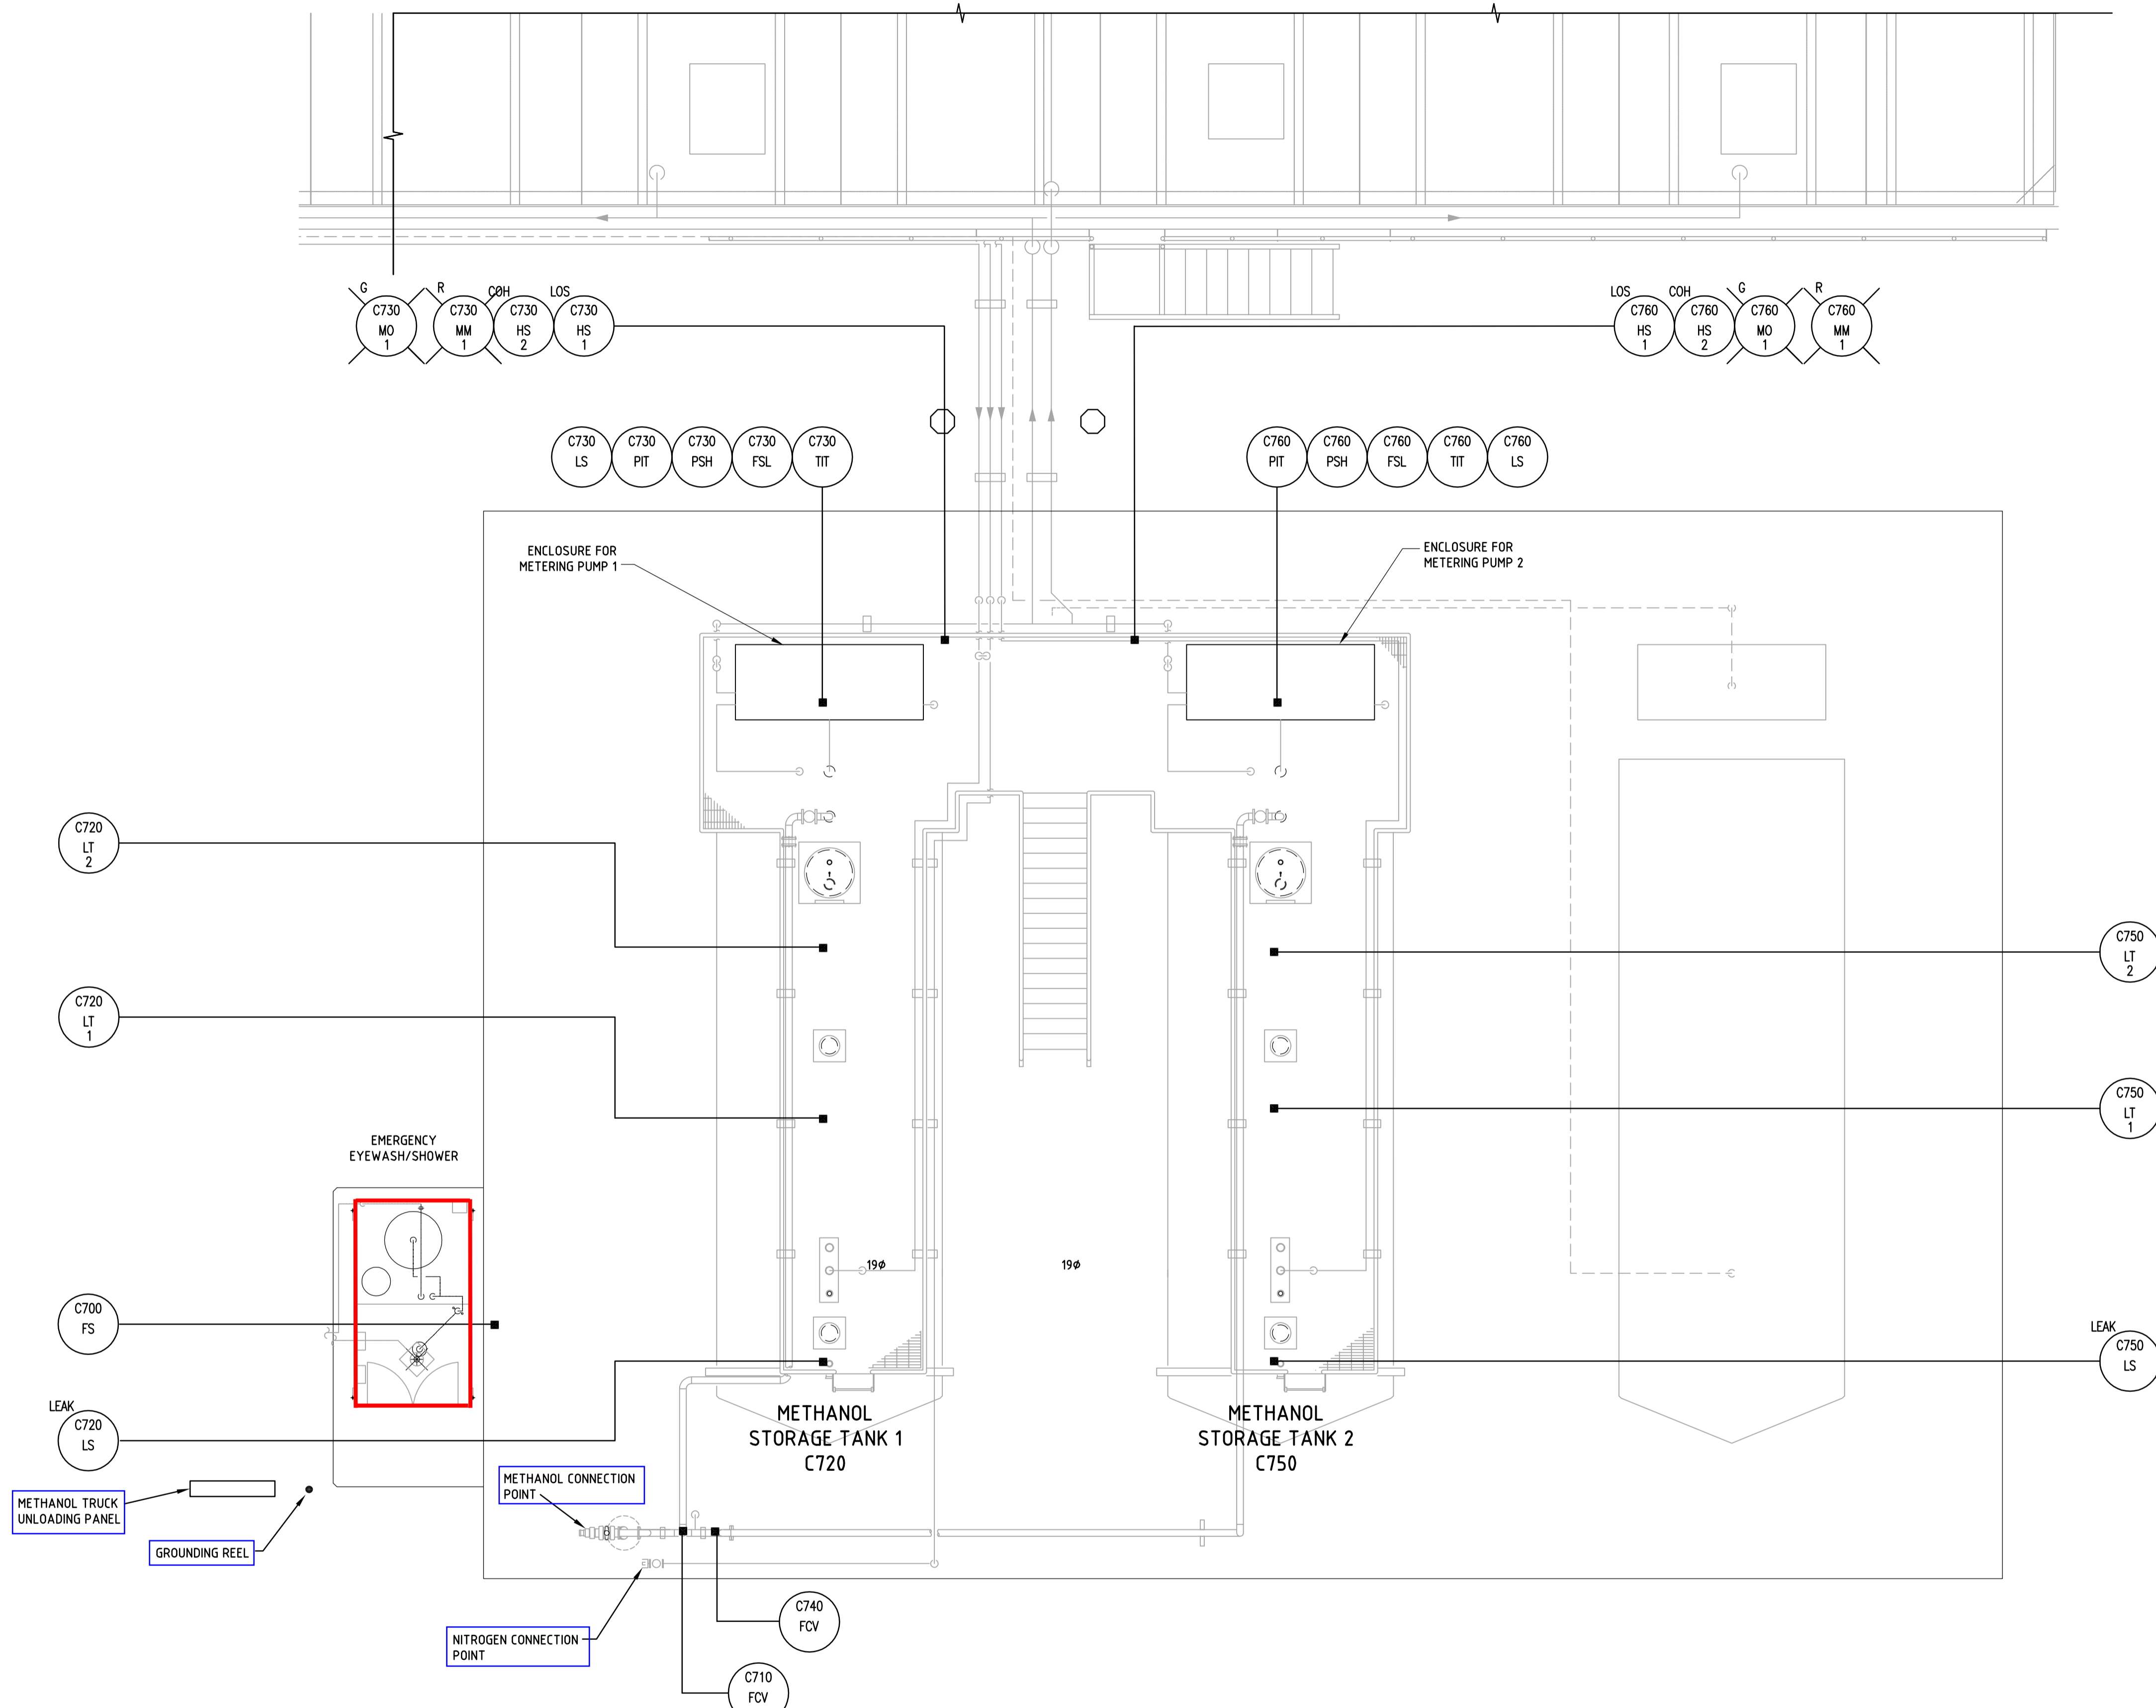 G
R
COH
LOS
C730
MO
1
C730
MM
1
C730
HS
2
C730
HS
1
LOS
COH
G
R
C760
HS
1
C760
HS
2
C760
MO
1
C760
MM
1
C730
LS
C730
PIT
C730
PSH
C730
FSL
C730
TIT
C760
PIT
C760
PSH
C760
FSL
C760
TIT
C760
LS
ENCLOSURE FOR
METERING PUMP 1
ENCLOSURE FOR
METERING PUMP 2
C720
LT
2
C750
LT
2
C720
LT
1
C750
LT
1
EMERGENCY
EYEWASH/SHOWER
19Ø
19Ø
C700
FS
LEAK
C750
LS
LEAK
C720
LS
METHANOL
STORAGE TANK 1
C720
METHANOL
STORAGE TANK 2
C750
METHANOL CONNECTION
POINT
METHANOL TRUCK
UNLOADING PANEL
GROUNDING REEL
NITROGEN CONNECTION
POINT
C740
FCV
C710
FCV